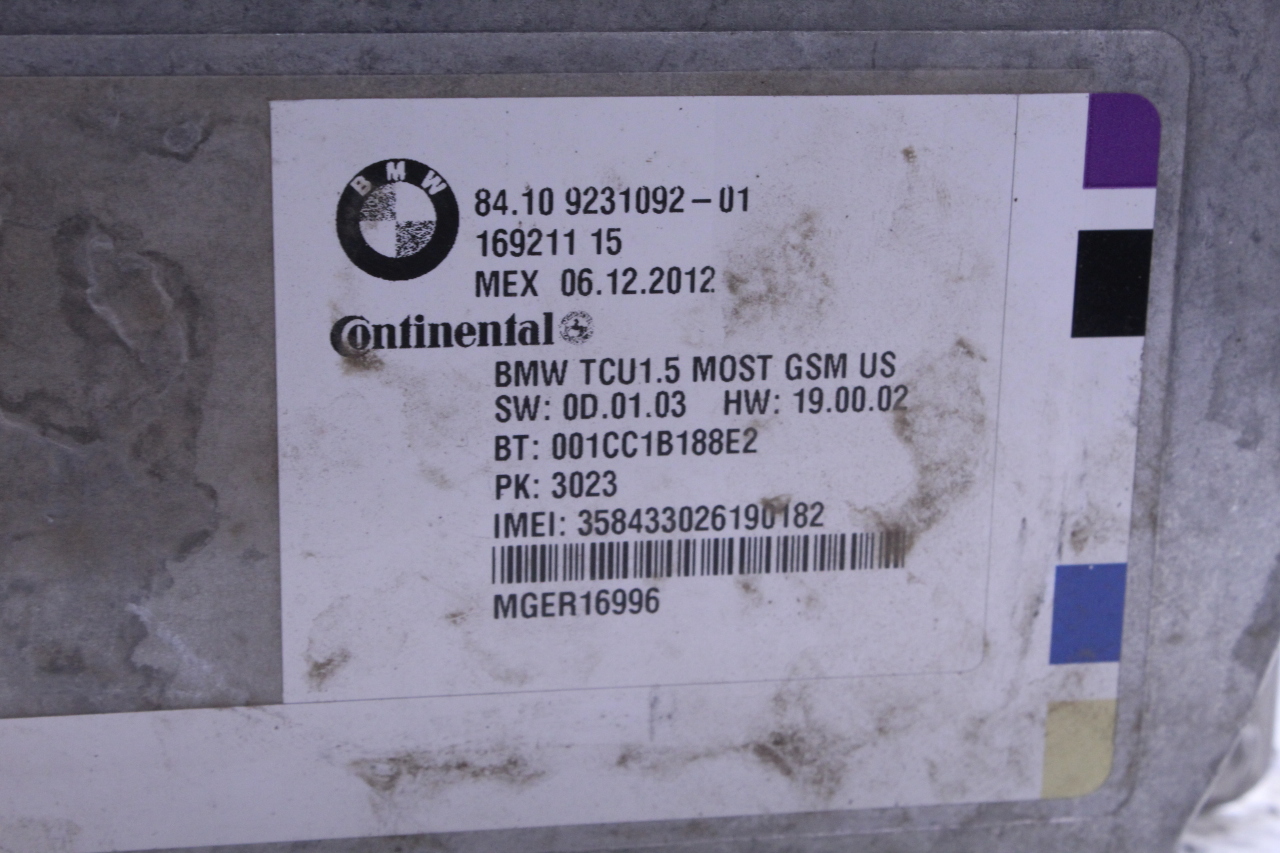 BMW
84.10 9231092-01
169211 15
MEX 06.12.2012
Continental
BMW TCU1.5 MOST GSM US
SW: 0D.01.03 HW: 19.00.02
BT: 001CC1B188E2
PK: 3023
IMEI: 358433026190182
MGER16996